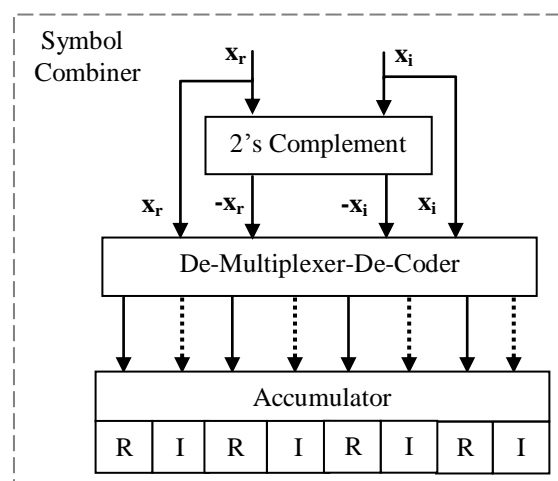 Symbol
Combiner
xr xi
2's Complement
xr -xr -xi xi
De-Multiplexer-De-Coder
Accumulator
R I R I R I R I